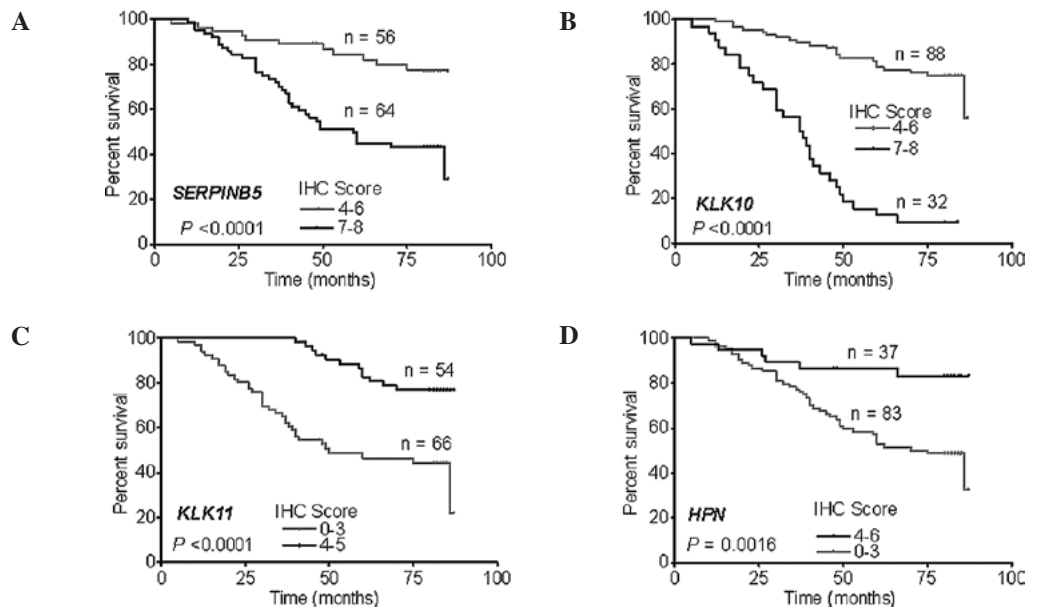 A
100
80
60
40
20
0
Percent survival
n = 56
n = 64
SERPINB5
P <0.0001
IHC Score
4-6
7-8
0 25 50 75 100
Time (months)
B
100
80
60
40
20
0
Percent survival
n = 88
IHC Score
4-6
7-8
n = 32
KLK10
P <0.0001
0 25 50 75 100
Time (months)
C
100
80
60
40
20
0
Percent survival
n = 54
n = 66
KLK11
P <0.0001
IHC Score
0-3
4-5
0 25 50 75 100
Time (months)
D
100
80
60
40
20
0
Percent survival
n = 37
n = 83
HPN
P = 0.0016
IHC Score
4-6
0-3
0 25 50 75 100
Time (months)